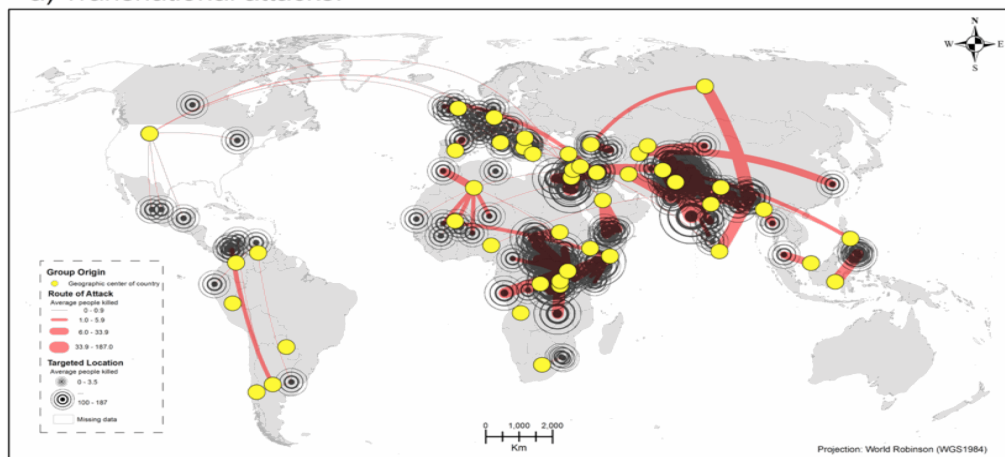 a) Transnational attacks.
N
W
E
S
Group Origin
Geographic center of country
Route of Attack
Average people killed
0 - 0.9
1.0 - 5.9
6.0 - 33.9
33.9 - 187.0
Targeted Location
Average people killed
0 - 3.5
...
100 - 187
Missing data
0 1,000 2,000
Km
Projection: World Robinson (WGS1984)